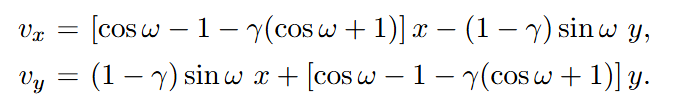 v_x = [cos ω − 1 − γ(cos ω + 1)] x − (1 − γ) sin ω y,
v_y = (1 − γ) sin ω x + [cos ω − 1 − γ(cos ω + 1)] y.